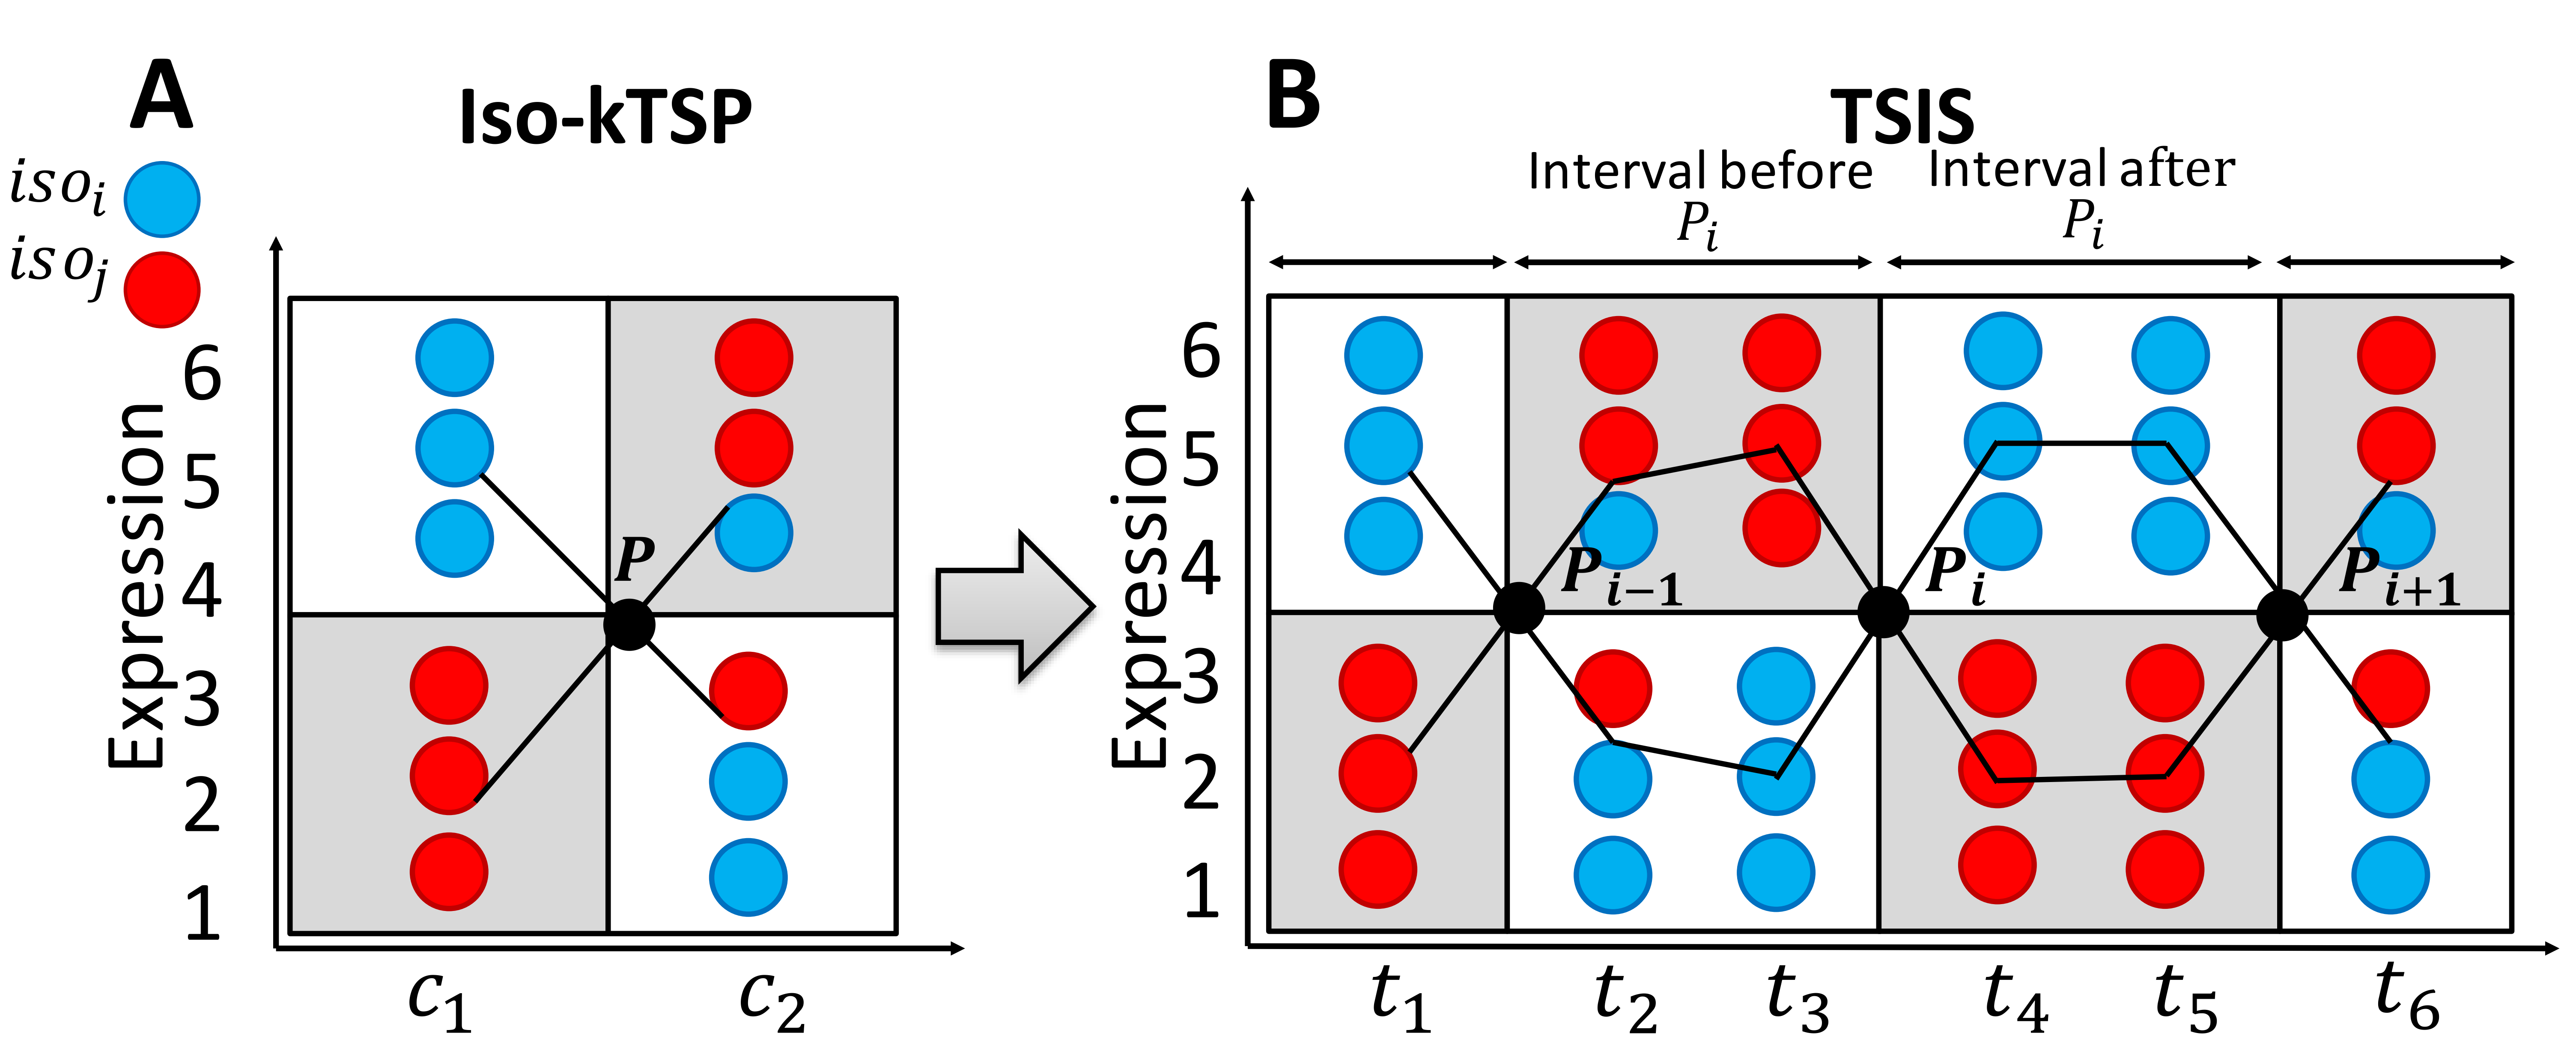 A
Iso-kTSP
iso_i
iso_j
Expression
6
5
4
3
2
1
P
c_1
c_2
B
TSIS
Interval before
P_i
Interval after
P_i
Expression
6
5
4
3
2
1
P_{i−1}
P_i
P_{i+1}
t_1
t_2
t_3
t_4
t_5
t_6